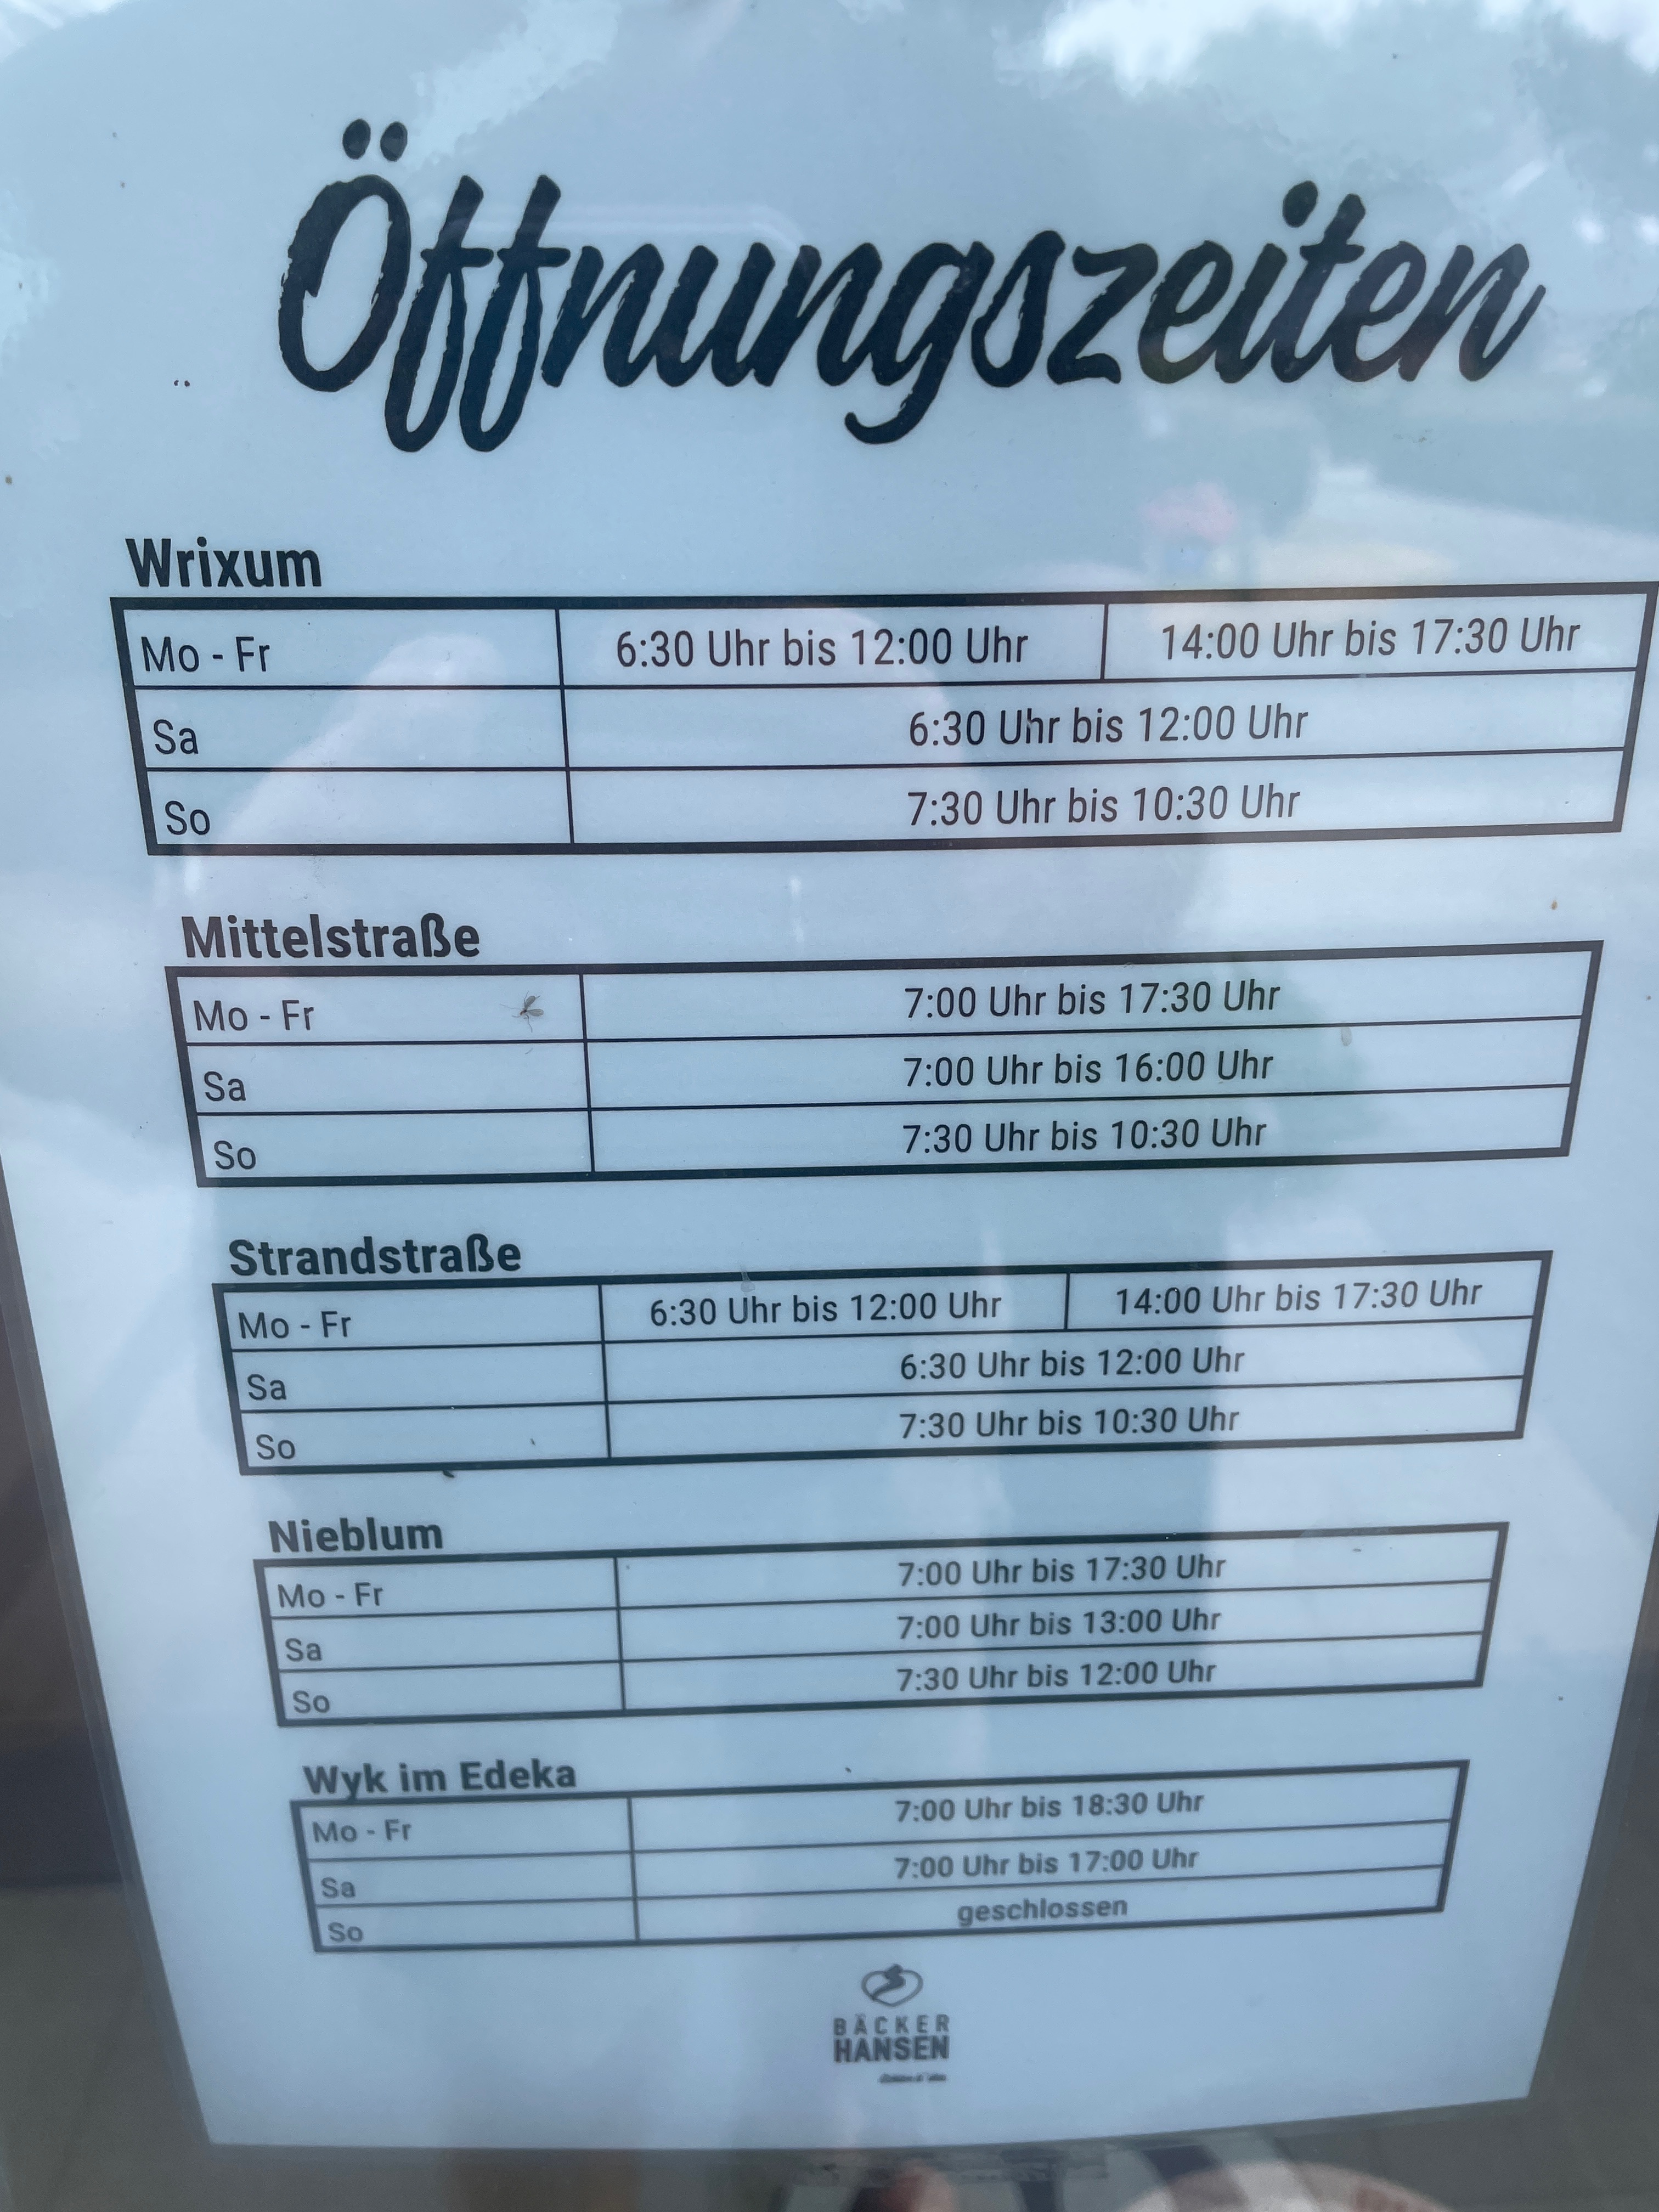 Öffnungszeiten
Wrixum
Mo - Fr 6:30 Uhr bis 12:00 Uhr 14:00 Uhr bis 17:30 Uhr
Sa 6:30 Uhr bis 12:00 Uhr
So 7:30 Uhr bis 10:30 Uhr
Mittelstraße
Mo - Fr 7:00 Uhr bis 17:30 Uhr
Sa 7:00 Uhr bis 16:00 Uhr
So 7:30 Uhr bis 10:30 Uhr
Strandstraße
Mo - Fr 6:30 Uhr bis 12:00 Uhr 14:00 Uhr bis 17:30 Uhr
Sa 6:30 Uhr bis 12:00 Uhr
So 7:30 Uhr bis 10:30 Uhr
Nieblum
Mo - Fr 7:00 Uhr bis 17:30 Uhr
Sa 7:00 Uhr bis 13:00 Uhr
So 7:30 Uhr bis 12:00 Uhr
Wyk im Edeka
Mo - Fr 7:00 Uhr bis 18:30 Uhr
Sa 7:00 Uhr bis 17:00 Uhr
So geschlossen
BÄCKER
HANSEN